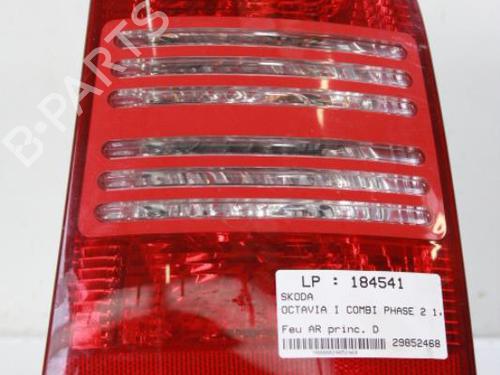 B-PARTS
LP : 184541
SKODA
OCTAVIA I COMBI PHASE 2 1.
Feu AR princ. D
29852468